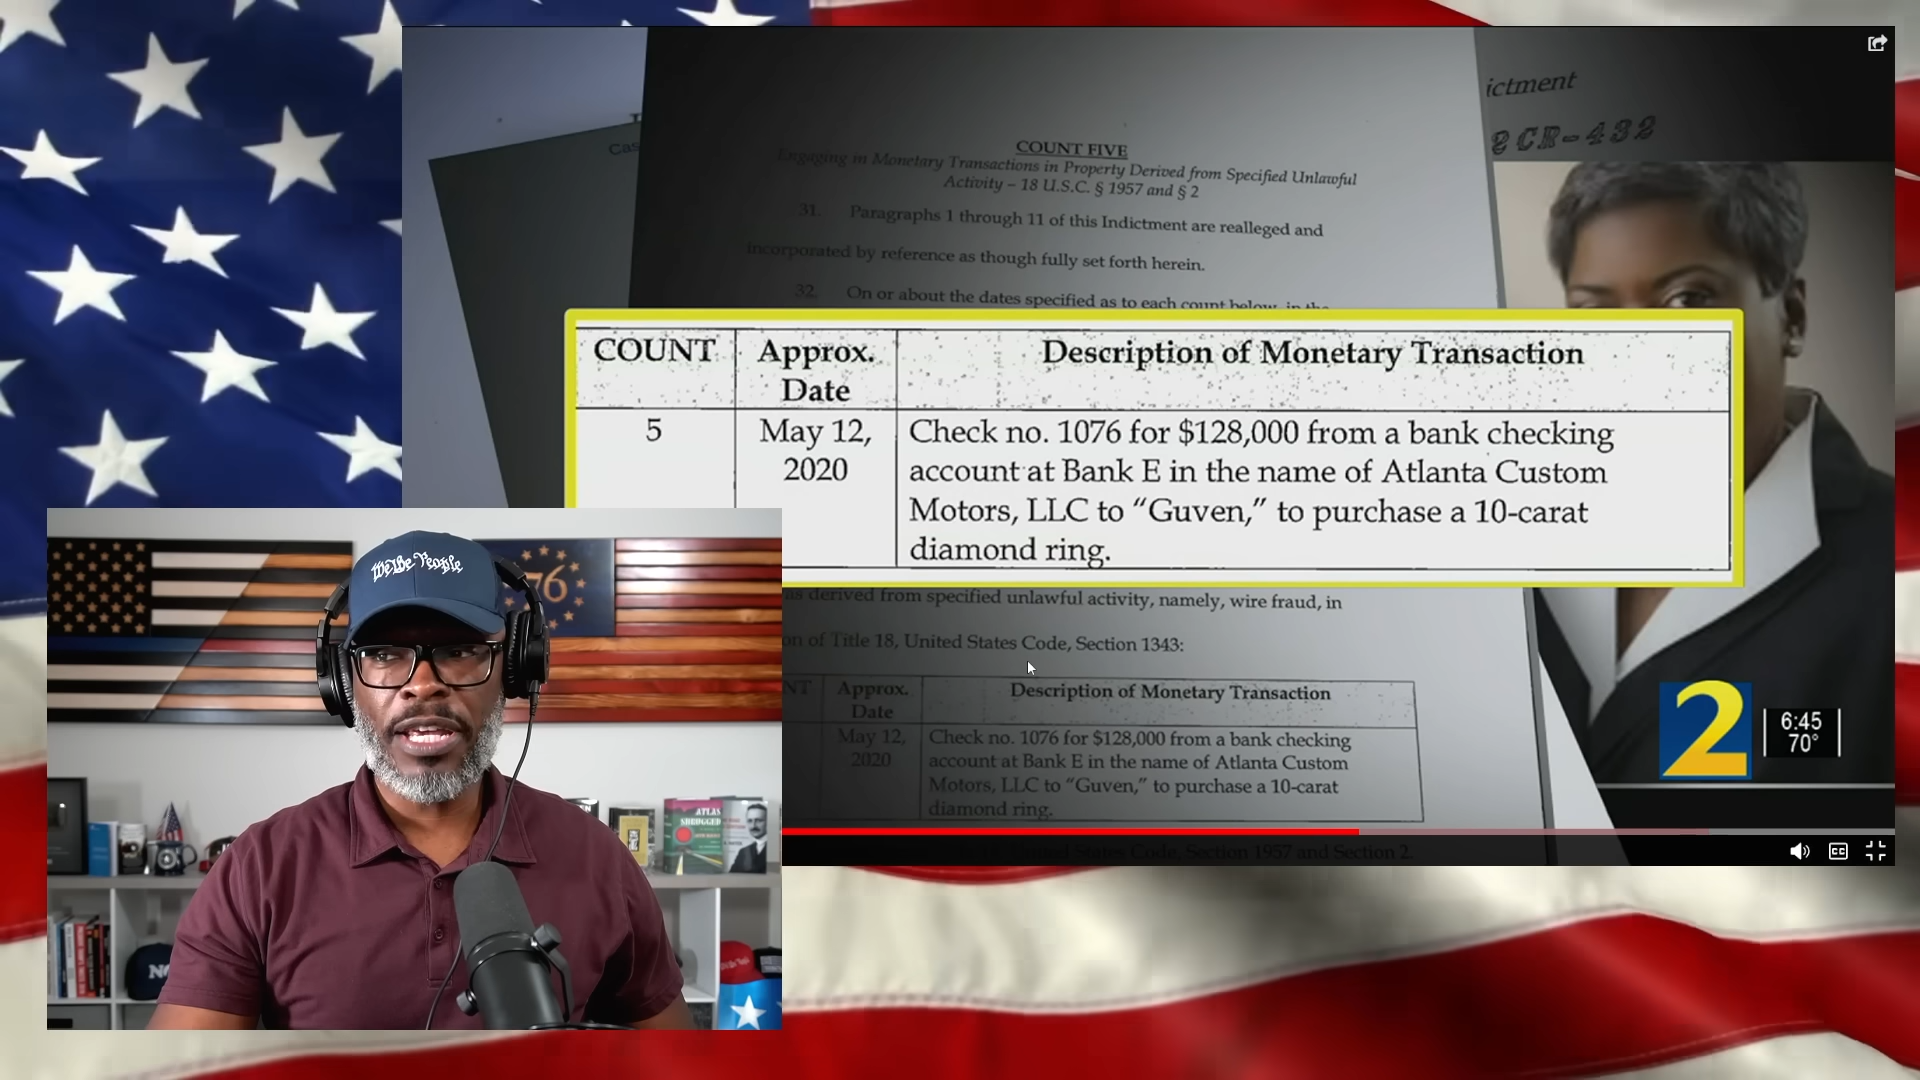 ictment
2 CR-432
Cas
COUNT FIVE
Engaging in Monetary Transactions in Property Derived from Specified Unlawful
Activity – 18 U.S.C. § 1957 and § 2
31. Paragraphs 1 through 11 of this Indictment are realleged and
incorporated by reference as though fully set forth herein.
32. On or about the dates specified as to each count below, in the
COUNT
Approx.
Date
Description of Monetary Transaction
5
May 12,
2020
Check no. 1076 for $128,000 from a bank checking
account at Bank E in the name of Atlanta Custom
Motors, LLC to “Guven,” to purchase a 10-carat
diamond ring.
as derived from specified unlawful activity, namely, wire fraud, in
on of Title 18, United States Code, Section 1343:
NT
Approx.
Date
Description of Monetary Transaction
May 12,
2020
Check no. 1076 for $128,000 from a bank checking
account at Bank E in the name of Atlanta Custom
Motors, LLC to “Guven,” to purchase a 10-carat
diamond ring.
United States Code, Section 1957 and Section 2.
2
6:45
70°
CC
We The People
76
ATLAS
SHRUGGED